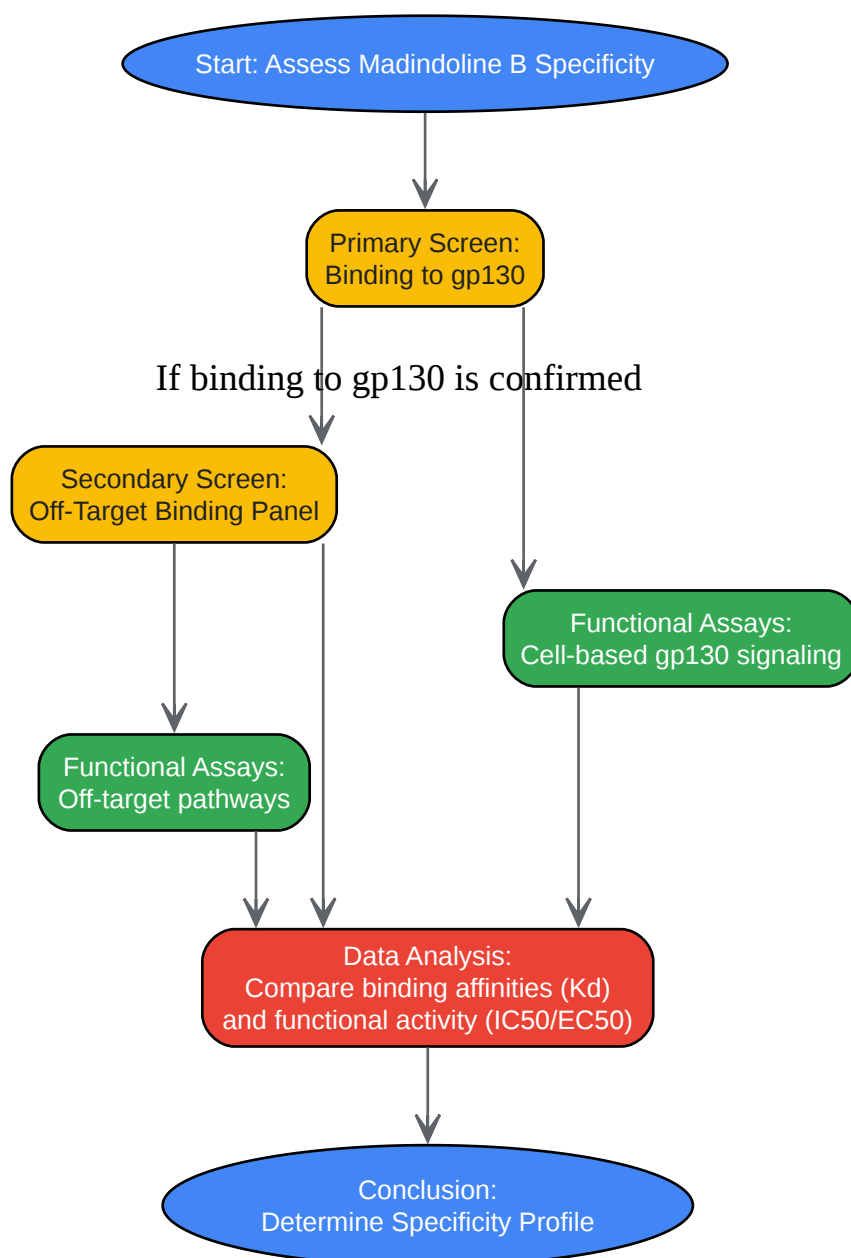 Start: Assess Madindoline B Specificity
Primary Screen:
Binding to gp130
If binding to gp130 is confirmed
Secondary Screen:
Off-Target Binding Panel
Functional Assays:
Cell-based gp130 signaling
Functional Assays:
Off-target pathways
Data Analysis:
Compare binding affinities (Kd)
and functional activity (IC50/EC50)
Conclusion:
Determine Specificity Profile